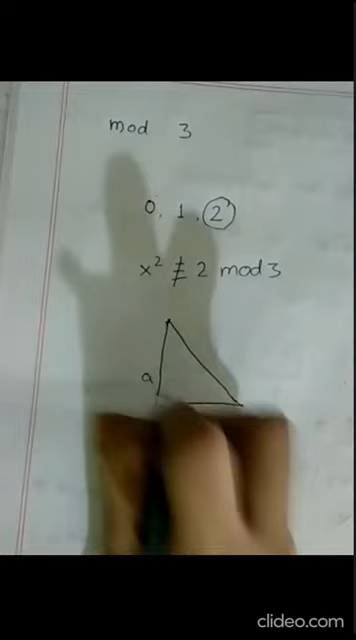 mod 3
0, 1, 2
x² ≢ 2 mod 3
a
clideo.com